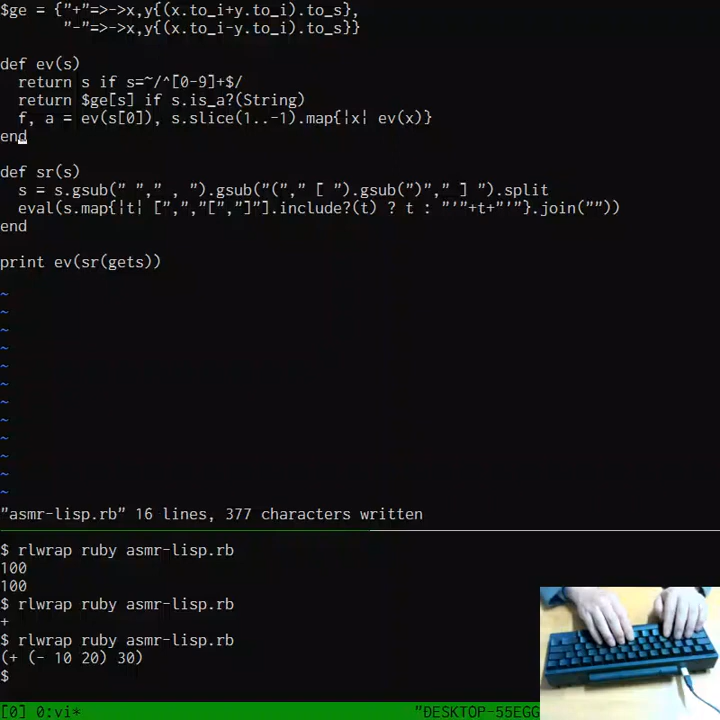 $ge = {"+"=>->x,y{(x.to_i+y.to_i).to_s},
       "-"=>->x,y{(x.to_i-y.to_i).to_s}}
def ev(s)
  return s if s=~/^[0-9]+$/
  return $ge[s] if s.is_a?(String)
  f, a = ev(s[0]), s.slice(1..-1).map{|x| ev(x)}
end
def sr(s)
  s = s.gsub(" "," , ").gsub("("," [ ").gsub(")"," ] ").split
  eval(s.map{|t| [",","[","]"].include?(t) ? t : "'"+t+"'"}.join(""))
end
print ev(sr(gets))
~
~
~
~
~
~
~
~
~
~
~
~
"asmr-lisp.rb" 16 lines, 377 characters written
$ rlwrap ruby asmr-lisp.rb
100
100
$ rlwrap ruby asmr-lisp.rb
+
$ rlwrap ruby asmr-lisp.rb
(+ (- 10 20) 30)
$
[0] 0:vi* "DESKTOP-55EGG